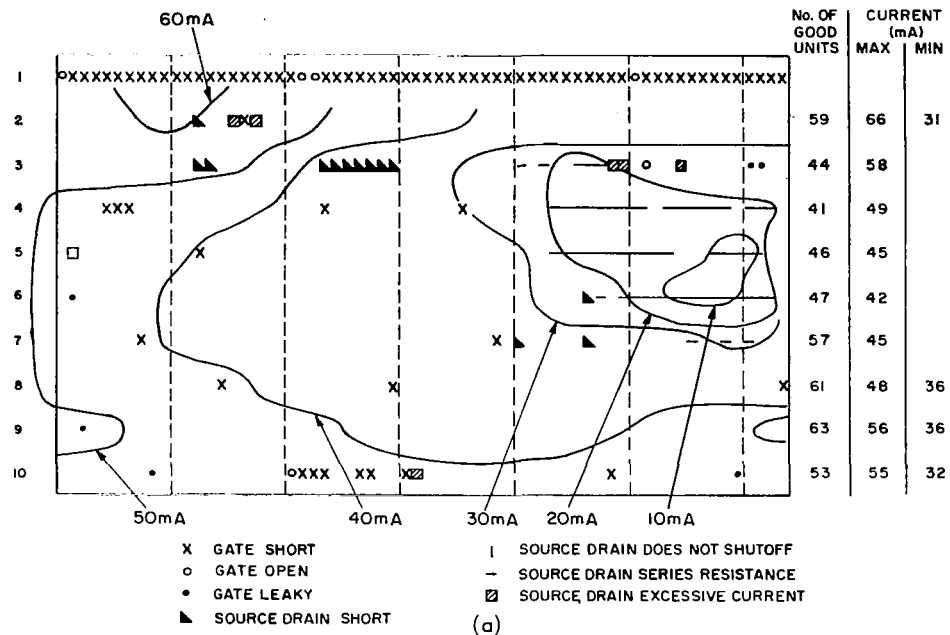 60mA
No. OF GOOD UNITS
CURRENT (mA)
MAX MIN
1
2 59 66 31
3 44 58
4 41 49
5 46 45
6 47 42
7 57 45
8 61 48 36
9 63 56 36
10 53 55 32
50mA 40mA 30mA 20mA 10mA
X GATE SHORT
o GATE OPEN
• GATE LEAKY
◣ SOURCE DRAIN SHORT
| SOURCE DRAIN DOES NOT SHUTOFF
– SOURCE DRAIN SERIES RESISTANCE
▨ SOURCE DRAIN EXCESSIVE CURRENT
(a)